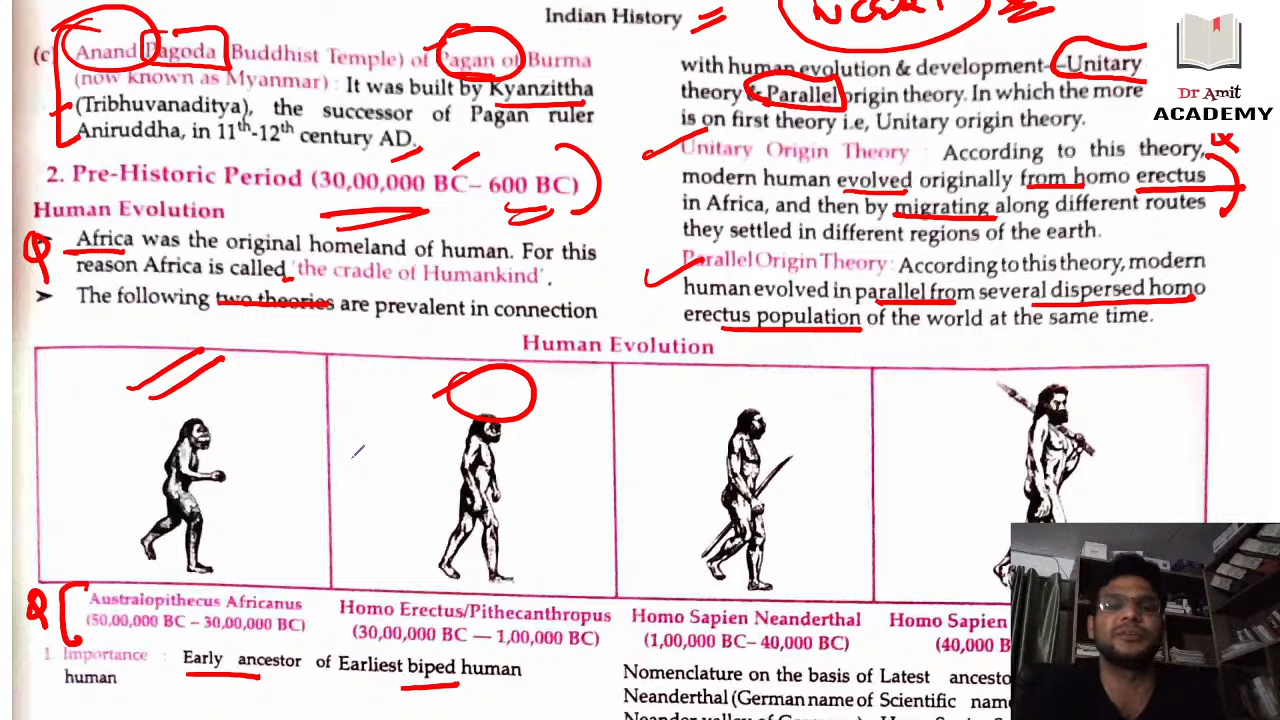 Indian History
(c) Anand Pagoda (Buddhist Temple) of Pagan of Burma
(now known as Myanmar) : It was built by Kyanzittha
(Tribhuvanaditya), the successor of Pagan ruler
Aniruddha, in 11th-12th century AD.
2. Pre-Historic Period (30,00,000 BC– 600 BC)
Human Evolution
➤ Africa was the original homeland of human. For this
reason Africa is called 'the cradle of Humankind'.
➤ The following two theories are prevalent in connection
with human evolution & development—Unitary
theory & Parallel origin theory. In which the more
is on first theory i.e, Unitary origin theory.
Unitary Origin Theory : According to this theory,
modern human evolved originally from homo erectus
in Africa, and then by migrating along different routes
they settled in different regions of the earth.
Parallel Origin Theory : According to this theory, modern
human evolved in parallel from several dispersed homo
erectus population of the world at the same time.
Dr Amit
ACADEMY
Human Evolution
Australopithecus Africanus
(50,00,000 BC – 30,00,000 BC)
Homo Erectus/Pithecanthropus
(30,00,000 BC — 1,00,000 BC)
Homo Sapien Neanderthal
(1,00,000 BC– 40,000 BC)
Homo Sapien
(40,000 B
1 Importance : Early ancestor of
human
Earliest biped human
Nomenclature on the basis of
Neanderthal (German name of
Latest ancesto
Scientific nam